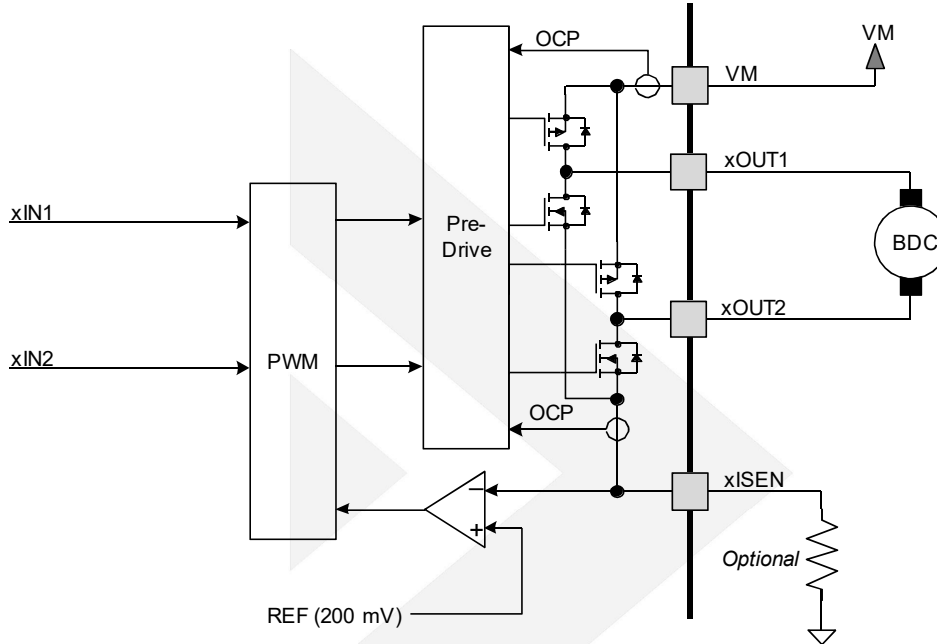 OCP
VM
VM
xOUT1
xIN1
Pre-
Drive
BDC
xOUT2
xIN2
PWM
OCP
xISEN
−
+
Optional
REF (200 mV)